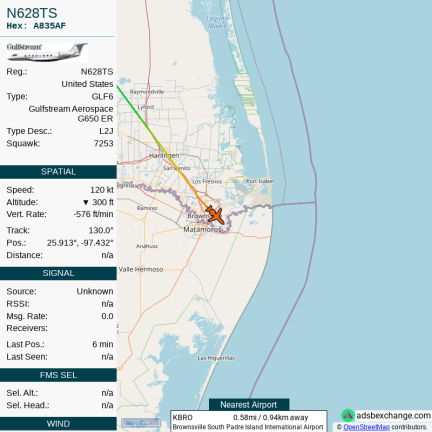 N628TS
Hex: A835AF
Gulfstream
Reg.: N628TS
United States
Type: GLF6
Gulfstream Aerospace
G650 ER
Type Desc.: L2J
Squawk: 7253
SPATIAL
Speed: 120 kt
Altitude: ▼ 300 ft
Vert. Rate: -576 ft/min
Track: 130.0°
Pos.: 25.913°, -97.432°
Distance: n/a
SIGNAL
Source: Unknown
RSSI: n/a
Msg. Rate: 0.0
Receivers:
Last Pos.: 6 min
Last Seen: n/a
FMS SEL
Sel. Alt.: n/a
Sel. Head.: n/a
WIND
Laguna
Madre
Raymondville
Lyford
Harlingen
San Benito
Los Fresnos
Port Isabel
Ramírez
Matamoros
Anahuac
Valle Hermoso
Las Higuerillas
Nearest Airport
KBRO 0.58mi / 0.94km away
Brownsville South Padre Island International Airport
adsbexchange.com
© OpenStreetMap contributors.